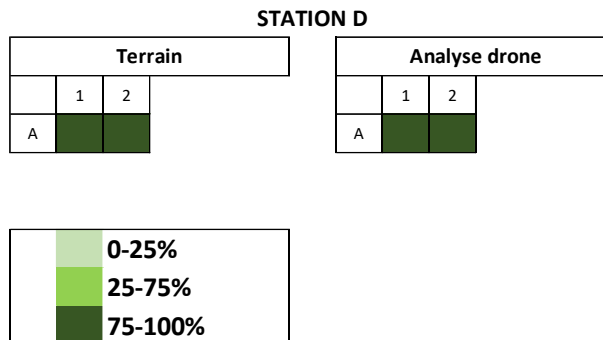 STATION D
Terrain
1 2
A
Analyse drone
1 2
A
0-25%
25-75%
75-100%